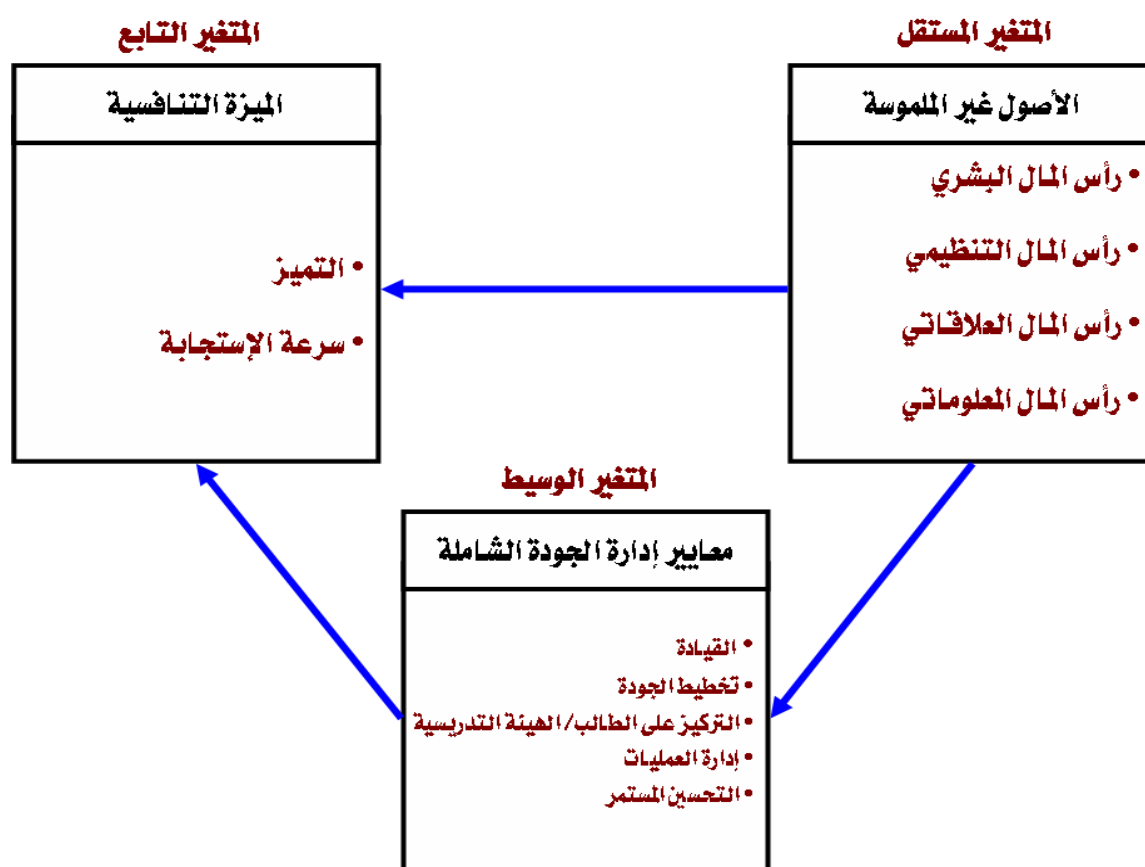 المتغير المستقل
الأصول غير الملموسة
• رأس المال البشري
• رأس المال التنظيمي
• رأس المال العلاقاتي
• رأس المال المعلوماتي
المتغير التابع
الميزة التنافسية
• التميز
• سرعة الإستجابة
المتغير الوسيط
معايير إدارة الجودة الشاملة
• القيادة
• تخطيط الجودة
• التركيز على الطالب/الهيئة التدريسية
• إدارة العمليات
• التحسين المستمر